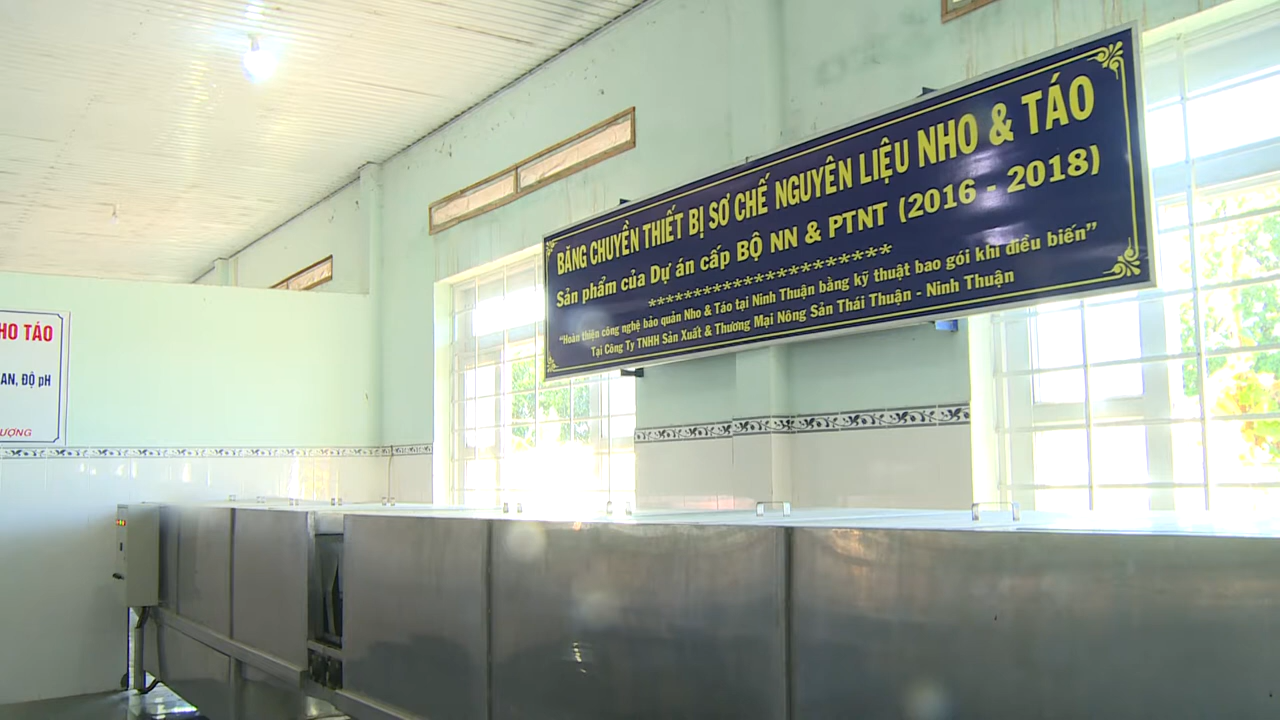 BĂNG CHUYỀN THIẾT BỊ SƠ CHẾ NGUYÊN LIỆU NHO & TÁO
Sản phẩm của Dự án cấp BỘ NN & PTNT (2016 - 2018)
*********************
"Hoàn thiện công nghệ bảo quản Nho & Táo tại Ninh Thuận bằng kỹ thuật bao gói khí điều biến"
Tại Công Ty TNHH Sản Xuất & Thương Mại Nông Sản Thái Thuận - Ninh Thuận
HO TÁO
AN, ĐỘ pH
ƯỢNG